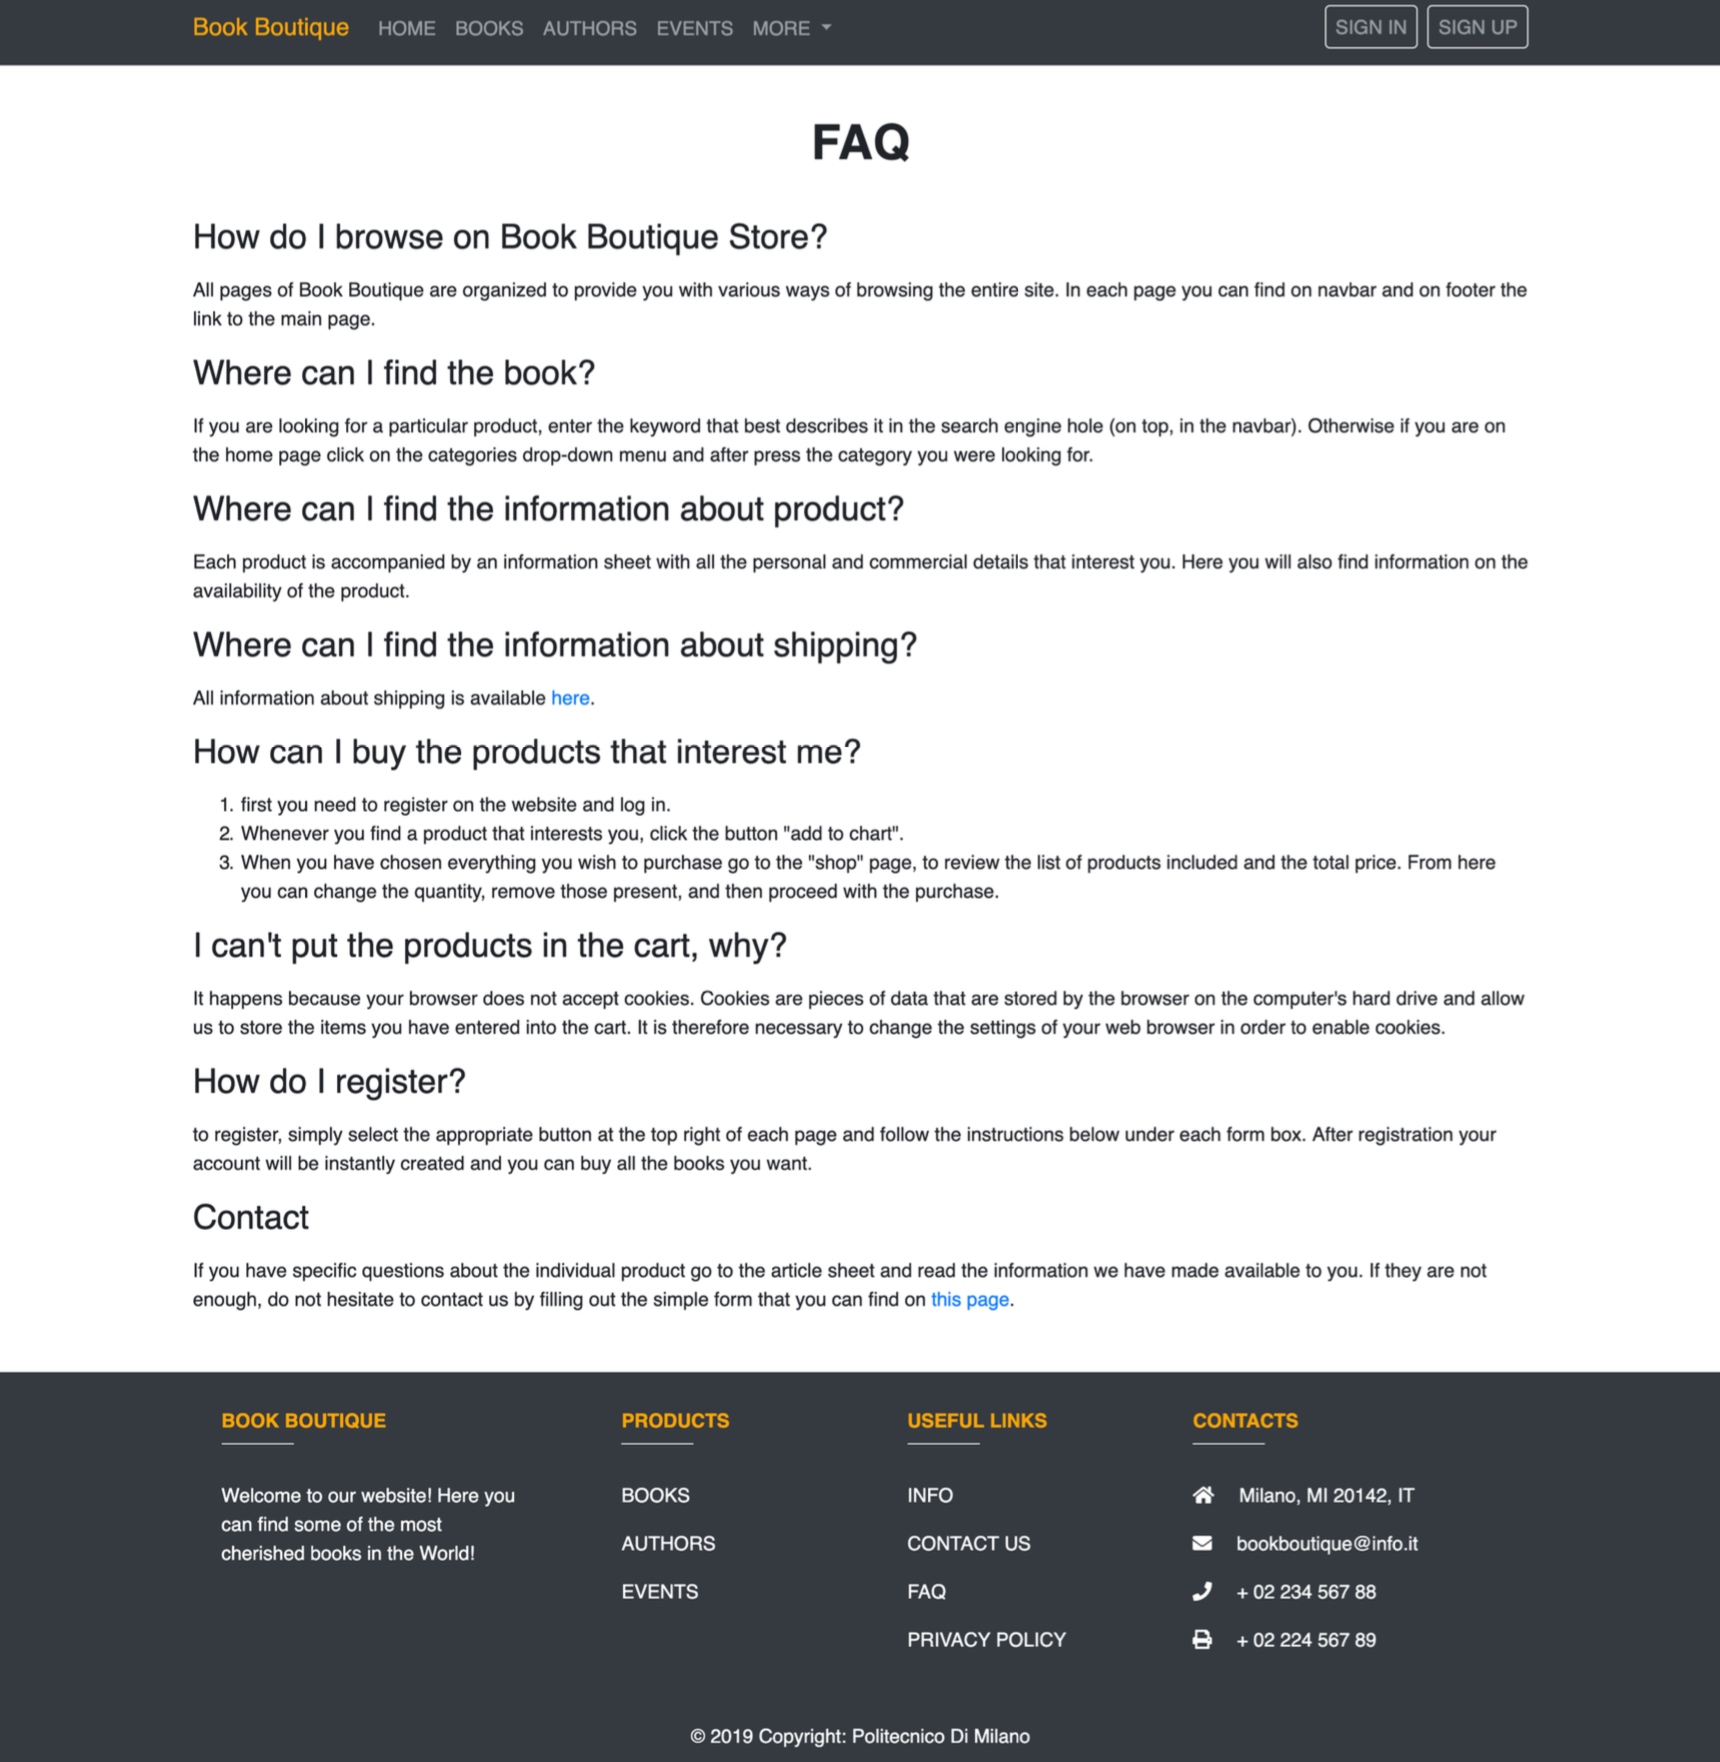 Book Boutique HOME BOOKS AUTHORS EVENTS MORE SIGN IN SIGN UP
FAQ
How do I browse on Book Boutique Store?
All pages of Book Boutique are organized to provide you with various ways of browsing the entire site. In each page you can find on navbar and on footer the
link to the main page.
Where can I find the book?
If you are looking for a particular product, enter the keyword that best describes it in the search engine hole (on top, in the navbar). Otherwise if you are on
the home page click on the categories drop-down menu and after press the category you were looking for.
Where can I find the information about product?
Each product is accompanied by an information sheet with all the personal and commercial details that interest you. Here you will also find information on the
availability of the product.
Where can I find the information about shipping?
All information about shipping is available here.
How can I buy the products that interest me?
1. first you need to register on the website and log in.
2. Whenever you find a product that interests you, click the button "add to chart".
3. When you have chosen everything you wish to purchase go to the "shop" page, to review the list of products included and the total price. From here
you can change the quantity, remove those present, and then proceed with the purchase.
I can't put the products in the cart, why?
It happens because your browser does not accept cookies. Cookies are pieces of data that are stored by the browser on the computer's hard drive and allow
us to store the items you have entered into the cart. It is therefore necessary to change the settings of your web browser in order to enable cookies.
How do I register?
to register, simply select the appropriate button at the top right of each page and follow the instructions below under each form box. After registration your
account will be instantly created and you can buy all the books you want.
Contact
If you have specific questions about the individual product go to the article sheet and read the information we have made available to you. If they are not
enough, do not hesitate to contact us by filling out the simple form that you can find on this page.
BOOK BOUTIQUE
Welcome to our website! Here you
can find some of the most
cherished books in the World!
PRODUCTS
BOOKS
AUTHORS
EVENTS
USEFUL LINKS
INFO
CONTACT US
FAQ
PRIVACY POLICY
CONTACTS
Milano, MI 20142, IT
bookboutique@info.it
+ 02 234 567 88
+ 02 224 567 89
© 2019 Copyright: Politecnico Di Milano